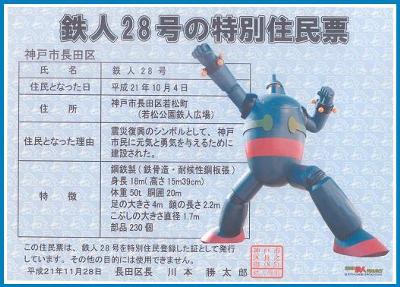 鉄人28号の特別住民票
神戸市長田区
氏名 鉄人28号
住民となった日 平成21年10月4日
住所 神戸市長田区若松町
(若松公園鉄人広場)
住民となった理由 震災復興のシンボルとして、神戸
市民に元気と勇気を与えるために
建設された。
特徴 鋼鉄製(鉄骨造・耐候性鋼板張)
身長18m(高さ15m39cm)
体重50t 胴囲20m
足の大きさ4m 頭の長さ2.2m
こぶしの大きさ直径1.7m
部品230個
この住民票は、鉄人28号を特別住民登録した証として発行
しています。その他の目的には使用できません。
平成21年11月28日 長田区長 川本勝太郎